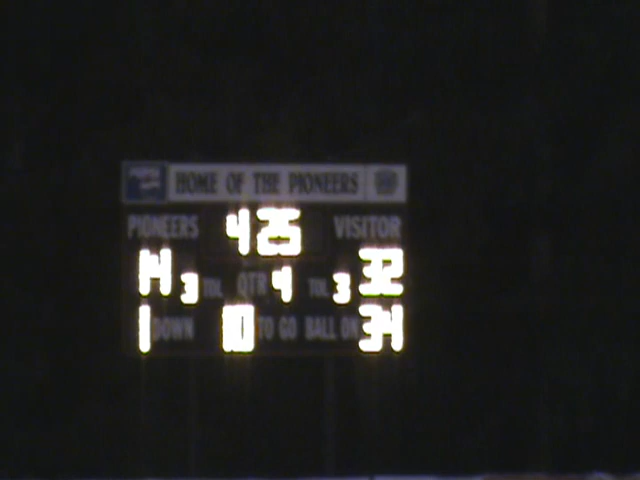 PEPSI HOME OF THE PIONEERS
PIONEERS 4 25 VISITOR
14 3 TOL QTR 4 TOL 3 32
1 DOWN 10 TO GO BALL ON 34